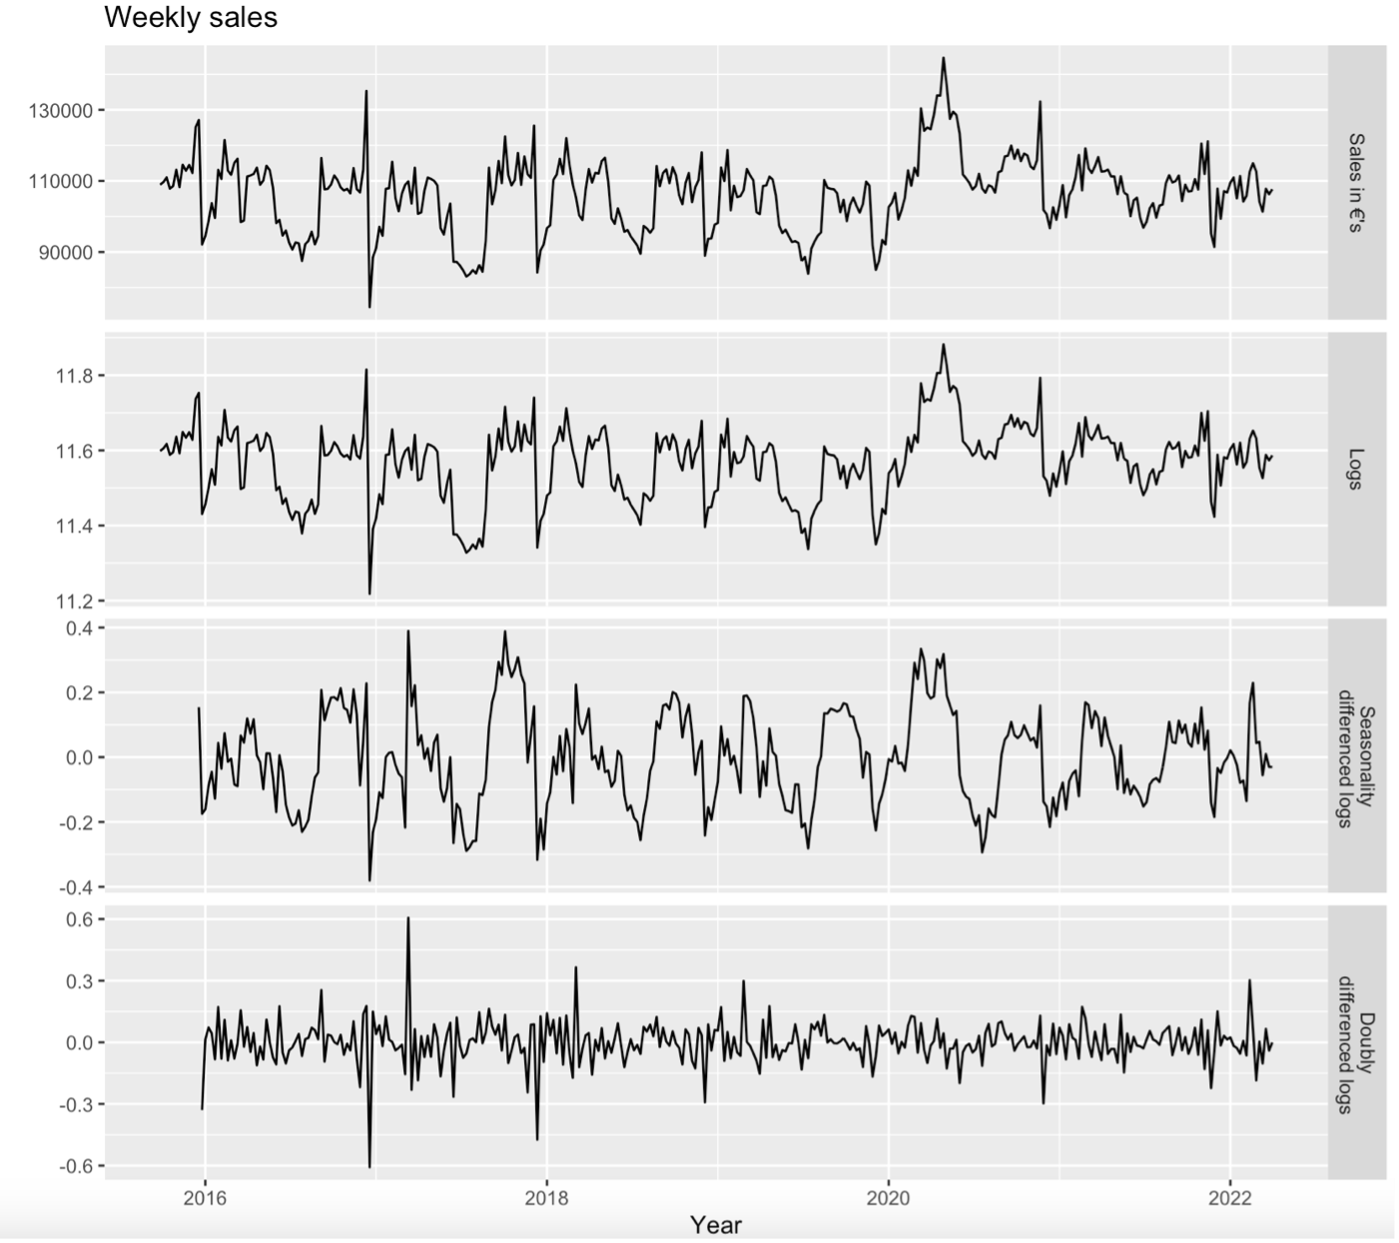 Weekly sales
130000
110000
90000
Sales in €'s
11.8
11.6
11.4
11.2
Logs
0.4
0.2
0.0
-0.2
-0.4
Seasonality
differenced logs
0.6
0.3
0.0
-0.3
-0.6
Doubly
differenced logs
2016
2018
2020
2022
Year